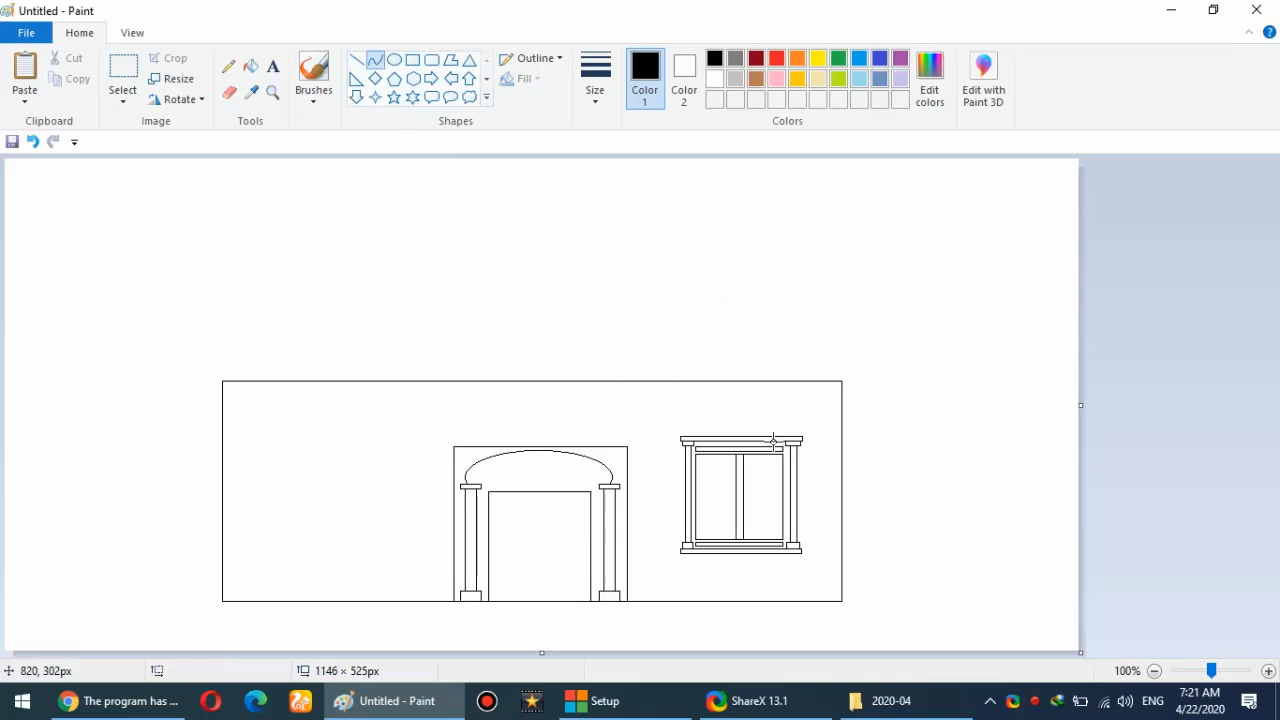 Untitled - Paint
File
Home
View
Paste
Cut
Copy
Clipboard
Select
Crop
Resize
Rotate
Image
A
Tools
Brushes
Outline
Fill
Shapes
Size
Color
1
Color
2
Edit
colors
Colors
Edit with
Paint 3D
820, 302px
1146 × 525px
100%
The program has ...
Untitled - Paint
Setup
ShareX 13.1
2020-04
ENG
7:21 AM
4/22/2020